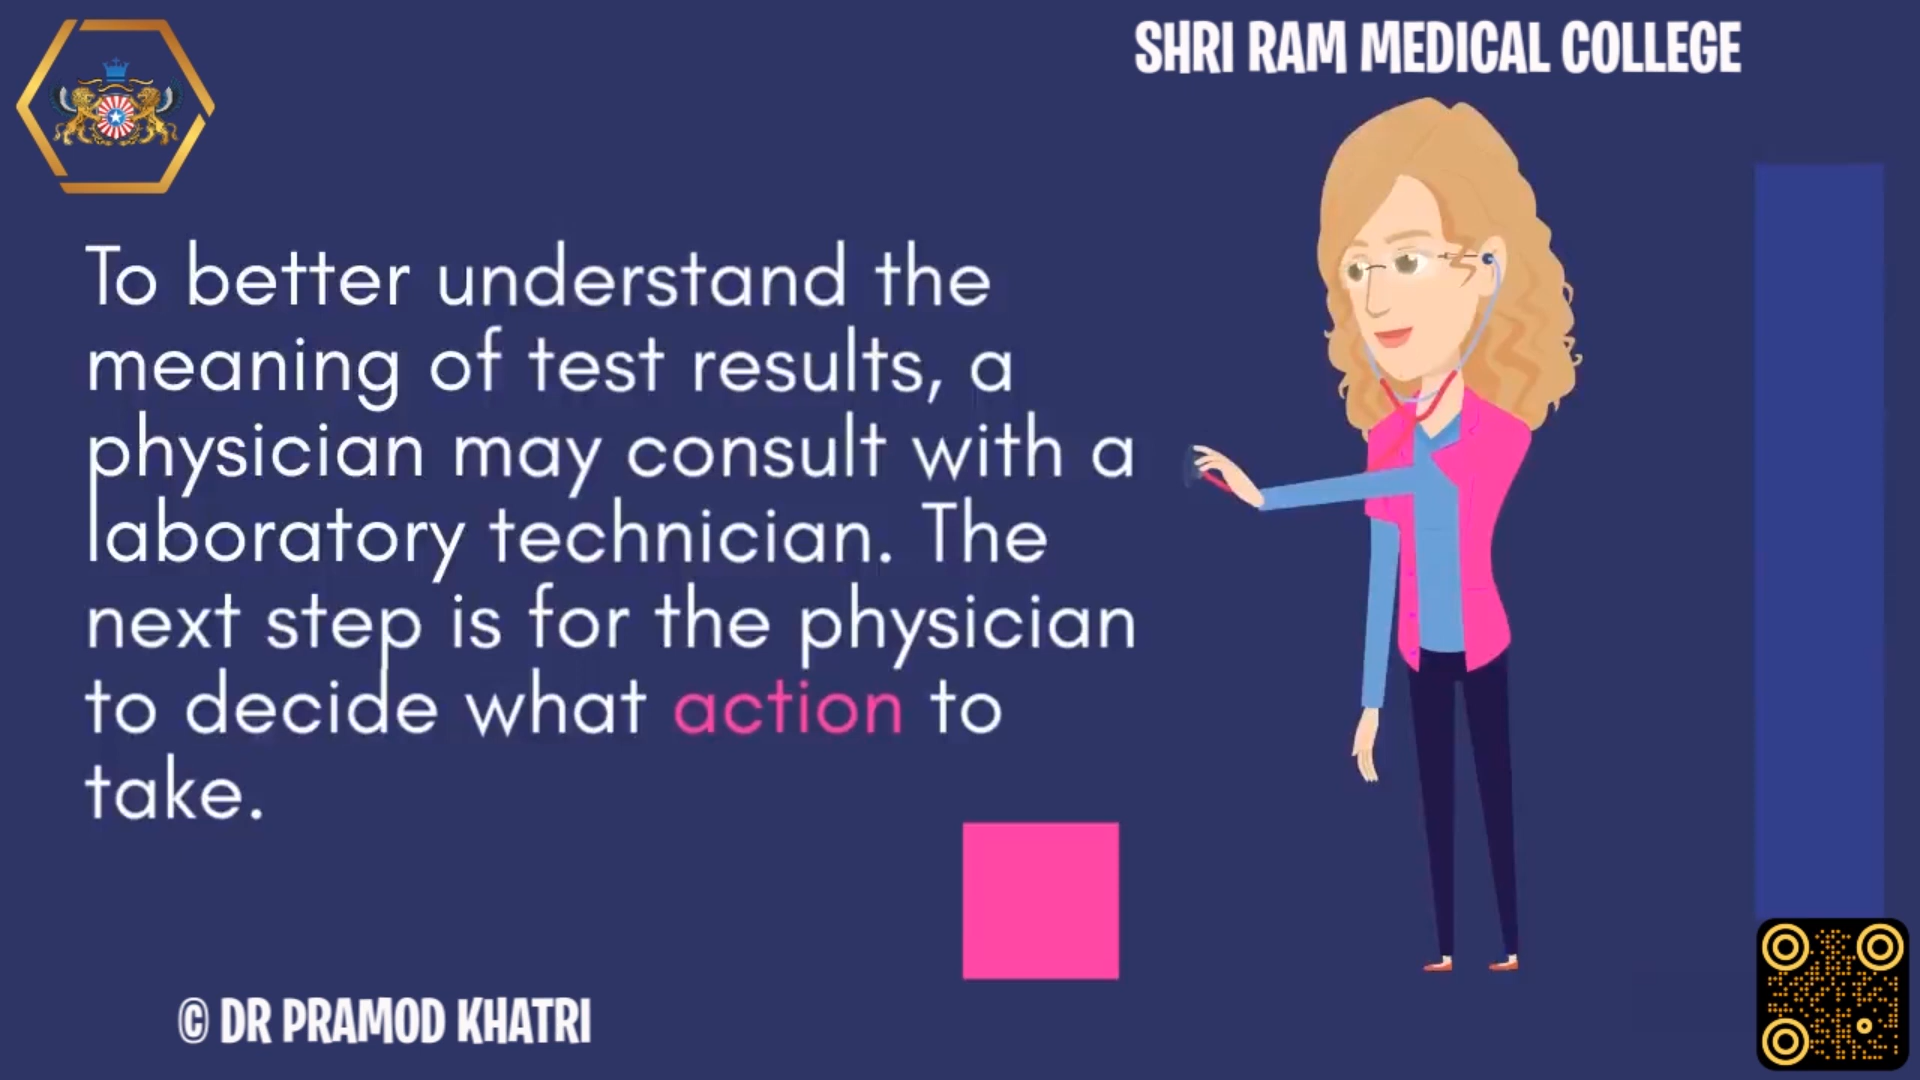 SHRI RAM MEDICAL COLLEGE
To better understand the
meaning of test results, a
physician may consult with a
laboratory technician. The
next step is for the physician
to decide what action to
take.
© DR PRAMOD KHATRI